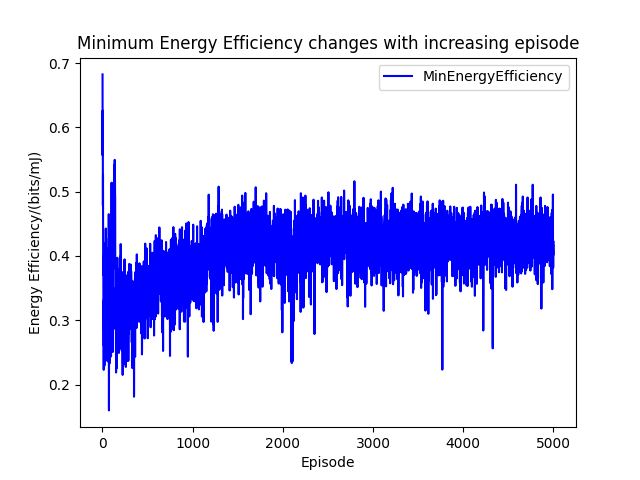 Minimum Energy Efficiency changes with increasing episode
MinEnergyEfficiency
Energy Efficiency/(bits/mJ)
0.7
0.6
0.5
0.4
0.3
0.2
0 1000 2000 3000 4000 5000
Episode